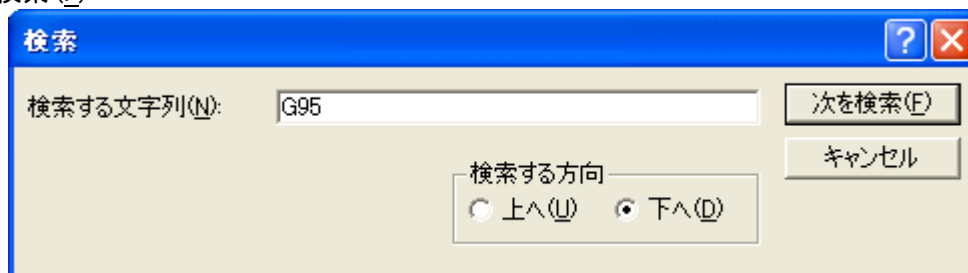 検索
検索する文字列(N): G95 次を検索(F)
キャンセル
検索する方向
上へ(U) 下へ(D)